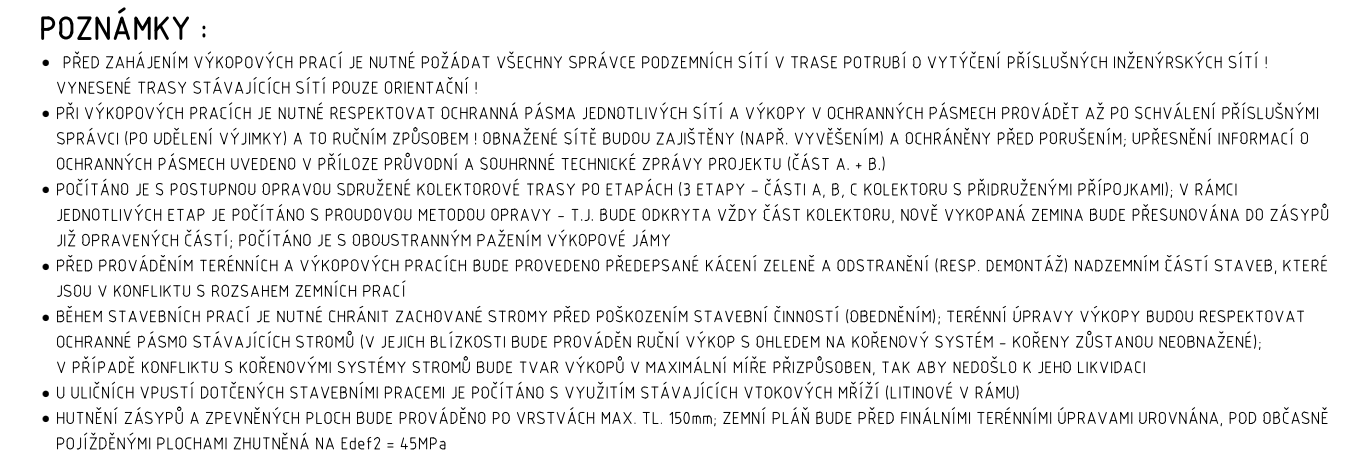 POZNÁMKY :
• PŘED ZAHÁJENÍM VÝKOPOVÝCH PRACÍ JE NUTNÉ POŽÁDAT VŠECHNY SPRÁVCE PODZEMNÍCH SÍTÍ V TRASE POTRUBÍ O VYTÝČENÍ PŘÍSLUŠNÝCH INŽENÝRSKÝCH SÍTÍ !
VYNESENÉ TRASY STÁVAJÍCÍCH SÍTÍ POUZE ORIENTAČNÍ !
• PŘI VÝKOPOVÝCH PRACÍCH JE NUTNÉ RESPEKTOVAT OCHRANNÁ PÁSMA JEDNOTLIVÝCH SÍTÍ A VÝKOPY V OCHRANNÝCH PÁSMECH PROVÁDĚT AŽ PO SCHVÁLENÍ PŘÍSLUŠNÝMI
SPRÁVCI (PO UDĚLENÍ VÝJIMKY) A TO RUČNÍM ZPŮSOBEM ! OBNAŽENÉ SÍTĚ BUDOU ZAJIŠTĚNY (NAPŘ. VYVĚŠENÍM) A OCHRÁNĚNY PŘED PORUŠENÍM; UPŘESNĚNÍ INFORMACÍ O
OCHRANNÝCH PÁSMECH UVEDENO V PŘÍLOZE PRŮVODNÍ A SOUHRNNÉ TECHNICKÉ ZPRÁVY PROJEKTU (ČÁST A. + B.)
• POČÍTÁNO JE S POSTUPNOU OPRAVOU SDRUŽENÉ KOLEKTOROVÉ TRASY PO ETAPÁCH (3 ETAPY – ČÁSTI A, B, C KOLEKTORU S PŘIDRUŽENÝMI PŘÍPOJKAMI); V RÁMCI
JEDNOTLIVÝCH ETAP JE POČÍTÁNO S PROUDOVOU METODOU OPRAVY – T.J. BUDE ODKRYTA VŽDY ČÁST KOLEKTORU, NOVĚ VYKOPANÁ ZEMINA BUDE PŘESUNOVÁNA DO ZÁSYPŮ
JIŽ OPRAVENÝCH ČÁSTÍ; POČÍTÁNO JE S OBOUSTRANNÝM PAŽENÍM VÝKOPOVÉ JÁMY
• PŘED PROVÁDĚNÍM TERÉNNÍCH A VÝKOPOVÝCH PRACÍCH BUDE PROVEDENO PŘEDEPSANÉ KÁCENÍ ZELENĚ A ODSTRANĚNÍ (RESP. DEMONTÁŽ) NADZEMNÍM ČÁSTÍ STAVEB, KTERÉ
JSOU V KONFLIKTU S ROZSAHEM ZEMNÍCH PRACÍ
• BĚHEM STAVEBNÍCH PRACÍ JE NUTNÉ CHRÁNIT ZACHOVANÉ STROMY PŘED POŠKOZENÍM STAVEBNÍ ČINNOSTÍ (OBEDNĚNÍM); TERÉNNÍ ÚPRAVY VÝKOPY BUDOU RESPEKTOVAT
OCHRANNÉ PÁSMO STÁVAJÍCÍCH STROMŮ (V JEJICH BLÍZKOSTI BUDE PROVÁDĚN RUČNÍ VÝKOP S OHLEDEM NA KOŘENOVÝ SYSTÉM – KOŘENY ZŮSTANOU NEOBNAŽENÉ);
V PŘÍPADĚ KONFLIKTU S KOŘENOVÝMI SYSTÉMY STROMŮ BUDE TVAR VÝKOPŮ V MAXIMÁLNÍ MÍŘE PŘIZPŮSOBEN, TAK ABY NEDOŠLO K JEHO LIKVIDACI
• U ULIČNÍCH VPUSTÍ DOTČENÝCH STAVEBNÍMI PRACEMI JE POČÍTÁNO S VYUŽITÍM STÁVAJÍCÍCH VTOKOVÝCH MŘÍŽÍ (LITINOVÉ V RÁMU)
• HUTNĚNÍ ZÁSYPŮ A ZPEVNĚNÝCH PLOCH BUDE PROVÁDĚNO PO VRSTVÁCH MAX. TL. 150mm; ZEMNÍ PLÁŇ BUDE PŘED FINÁLNÍMI TERÉNNÍMI ÚPRAVAMI UROVNÁNA, POD OBČASNĚ
POJÍŽDĚNÝMI PLOCHAMI ZHUTNĚNÁ NA Edef2 = 45MPa